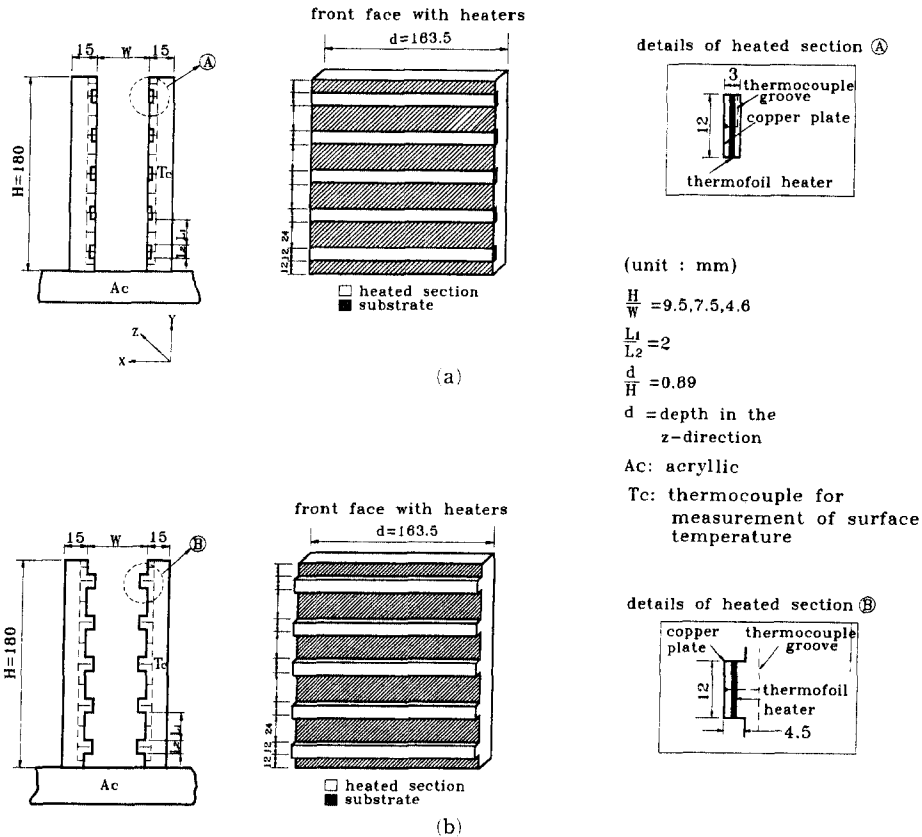 front face with heaters
d=163.5
15 W 15
Ⓐ
H=180
Tc
L₁
L₂
Ac
Y
Z
X
12 12 24
□ heated section
■ substrate
(a)
details of heated section Ⓐ
3
thermocouple
groove
12
copper plate
thermofoil heater
(unit : mm)
H/W =9.5,7.5,4.6
L₁/L₂ =2
d/H =0.89
d =depth in the
z-direction
Ac: acryllic
Tc: thermocouple for
measurement of surface
temperature
front face with heaters
d=163.5
15 W 15
Ⓑ
H=180
Tc
L₁
L₂
Ac
12 12 24
□ heated section
■ substrate
(b)
details of heated section Ⓑ
copper
plate
thermocouple
groove
12
thermofoil
heater
4.5